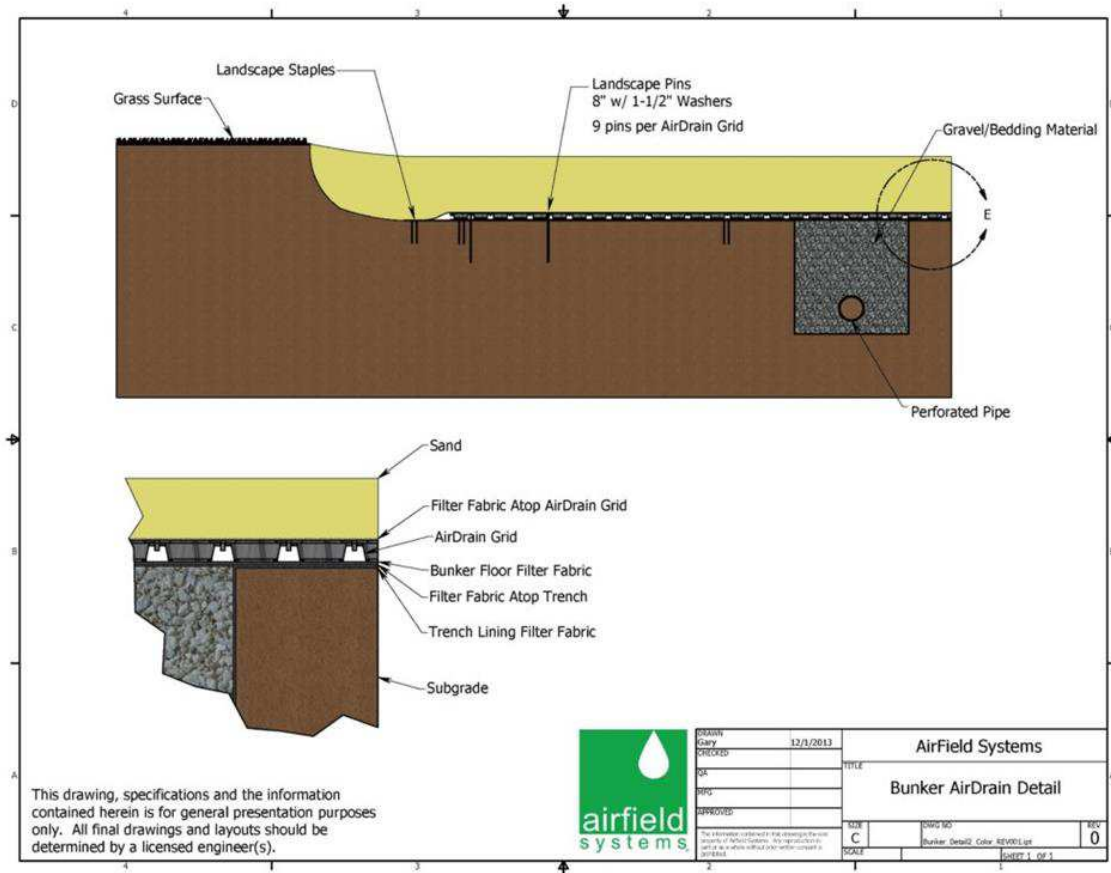 4
3
2
1
D
Landscape Staples
Grass Surface
Landscape Pins
8" w/ 1-1/2" Washers
9 pins per AirDrain Grid
Gravel/Bedding Material
E
C
Perforated Pipe
Sand
Filter Fabric Atop AirDrain Grid
AirDrain Grid
B
Bunker Floor Filter Fabric
Filter Fabric Atop Trench
Trench Lining Filter Fabric
Subgrade
A
This drawing, specifications and the information
contained herein is for general presentation purposes
only. All final drawings and layouts should be
determined by a licensed engineer(s).
airfield
systems
DRAWN
Gary
12/1/2013
CHECKED
QA
MFG
APPROVED
AirField Systems
TITLE
Bunker AirDrain Detail
SIZE
C
DWG NO
REV
0
SCALE
SHEET 1 OF 1
4
3
2
1